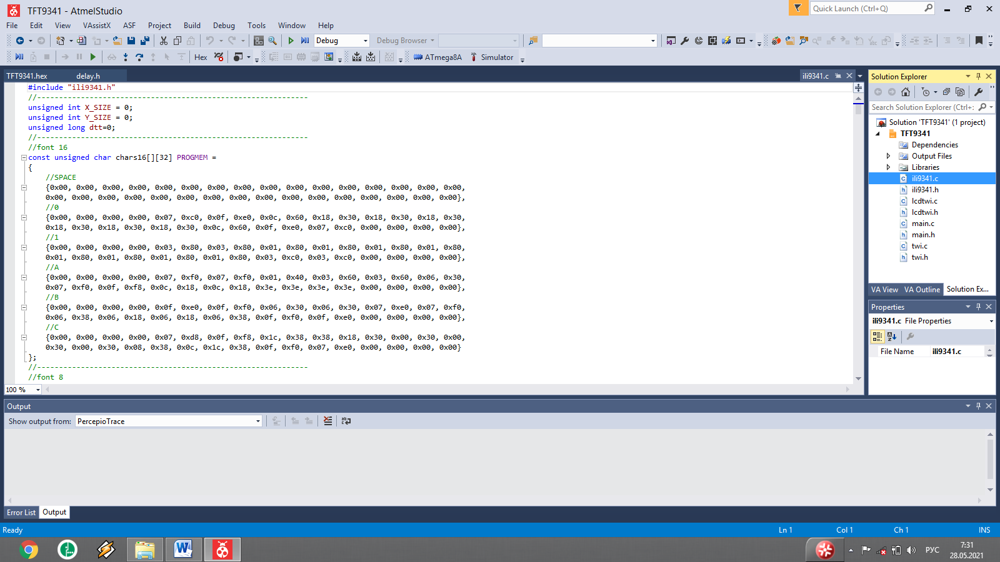 TFT9341 - AtmelStudio
Quick Launch (Ctrl+Q)
File Edit View VAssistX ASF Project Build Debug Tools Window Help
Debug Debug Browser
Hex ATmega8A Simulator
TFT9341.hex delay.h ili9341.c
#include "ili9341.h"
//--------------------------------------------------------------
unsigned int X_SIZE = 0;
unsigned int Y_SIZE = 0;
unsigned long dtt=0;
//--------------------------------------------------------------
//font 16
const unsigned char chars16[][32] PROGMEM =
{
//SPACE
{0x00, 0x00, 0x00, 0x00, 0x00, 0x00, 0x00, 0x00, 0x00, 0x00, 0x00, 0x00, 0x00, 0x00, 0x00, 0x00,
0x00, 0x00, 0x00, 0x00, 0x00, 0x00, 0x00, 0x00, 0x00, 0x00, 0x00, 0x00, 0x00, 0x00, 0x00, 0x00},
//0
{0x00, 0x00, 0x00, 0x00, 0x07, 0xc0, 0x0f, 0xe0, 0x0c, 0x60, 0x18, 0x30, 0x18, 0x30, 0x18, 0x30,
0x18, 0x30, 0x18, 0x30, 0x18, 0x30, 0x0c, 0x60, 0x0f, 0xe0, 0x07, 0xc0, 0x00, 0x00, 0x00, 0x00},
//1
{0x00, 0x00, 0x00, 0x00, 0x03, 0x80, 0x03, 0x80, 0x01, 0x80, 0x01, 0x80, 0x01, 0x80, 0x01, 0x80,
0x01, 0x80, 0x01, 0x80, 0x01, 0x80, 0x01, 0x80, 0x03, 0xc0, 0x03, 0xc0, 0x00, 0x00, 0x00, 0x00},
//A
{0x00, 0x00, 0x00, 0x00, 0x07, 0xf0, 0x07, 0xf0, 0x01, 0x40, 0x03, 0x60, 0x03, 0x60, 0x06, 0x30,
0x07, 0xf0, 0x0f, 0xf8, 0x0c, 0x18, 0x0c, 0x18, 0x3e, 0x3e, 0x3e, 0x3e, 0x00, 0x00, 0x00, 0x00},
//B
{0x00, 0x00, 0x00, 0x00, 0x0f, 0xe0, 0x0f, 0xf0, 0x06, 0x30, 0x06, 0x30, 0x07, 0xe0, 0x07, 0xf0,
0x06, 0x38, 0x06, 0x18, 0x06, 0x18, 0x06, 0x38, 0x0f, 0xf0, 0x0f, 0xe0, 0x00, 0x00, 0x00, 0x00},
//C
{0x00, 0x00, 0x00, 0x00, 0x07, 0xd8, 0x0f, 0xf8, 0x1c, 0x38, 0x38, 0x18, 0x30, 0x00, 0x30, 0x00,
0x30, 0x00, 0x30, 0x08, 0x38, 0x0c, 0x1c, 0x38, 0x0f, 0xf0, 0x07, 0xe0, 0x00, 0x00, 0x00, 0x00}
};
//--------------------------------------------------------------
//font 8
100 %
Solution Explorer
Search Solution Explorer (Ctrl+:
Solution 'TFT9341' (1 project)
TFT9341
Dependencies
Output Files
Libraries
ili9341.c
ili9341.h
lcdtwi.c
lcdtwi.h
main.c
main.h
twi.c
twi.h
VA View VA Outline Solution Ex...
Properties
ili9341.c File Properties
File Name ili9341.c
Output
Show output from: PercepioTrace
Error List Output
Ready Ln 1 Col 1 Ch 1 INS
РУС
7:31
28.05.2021